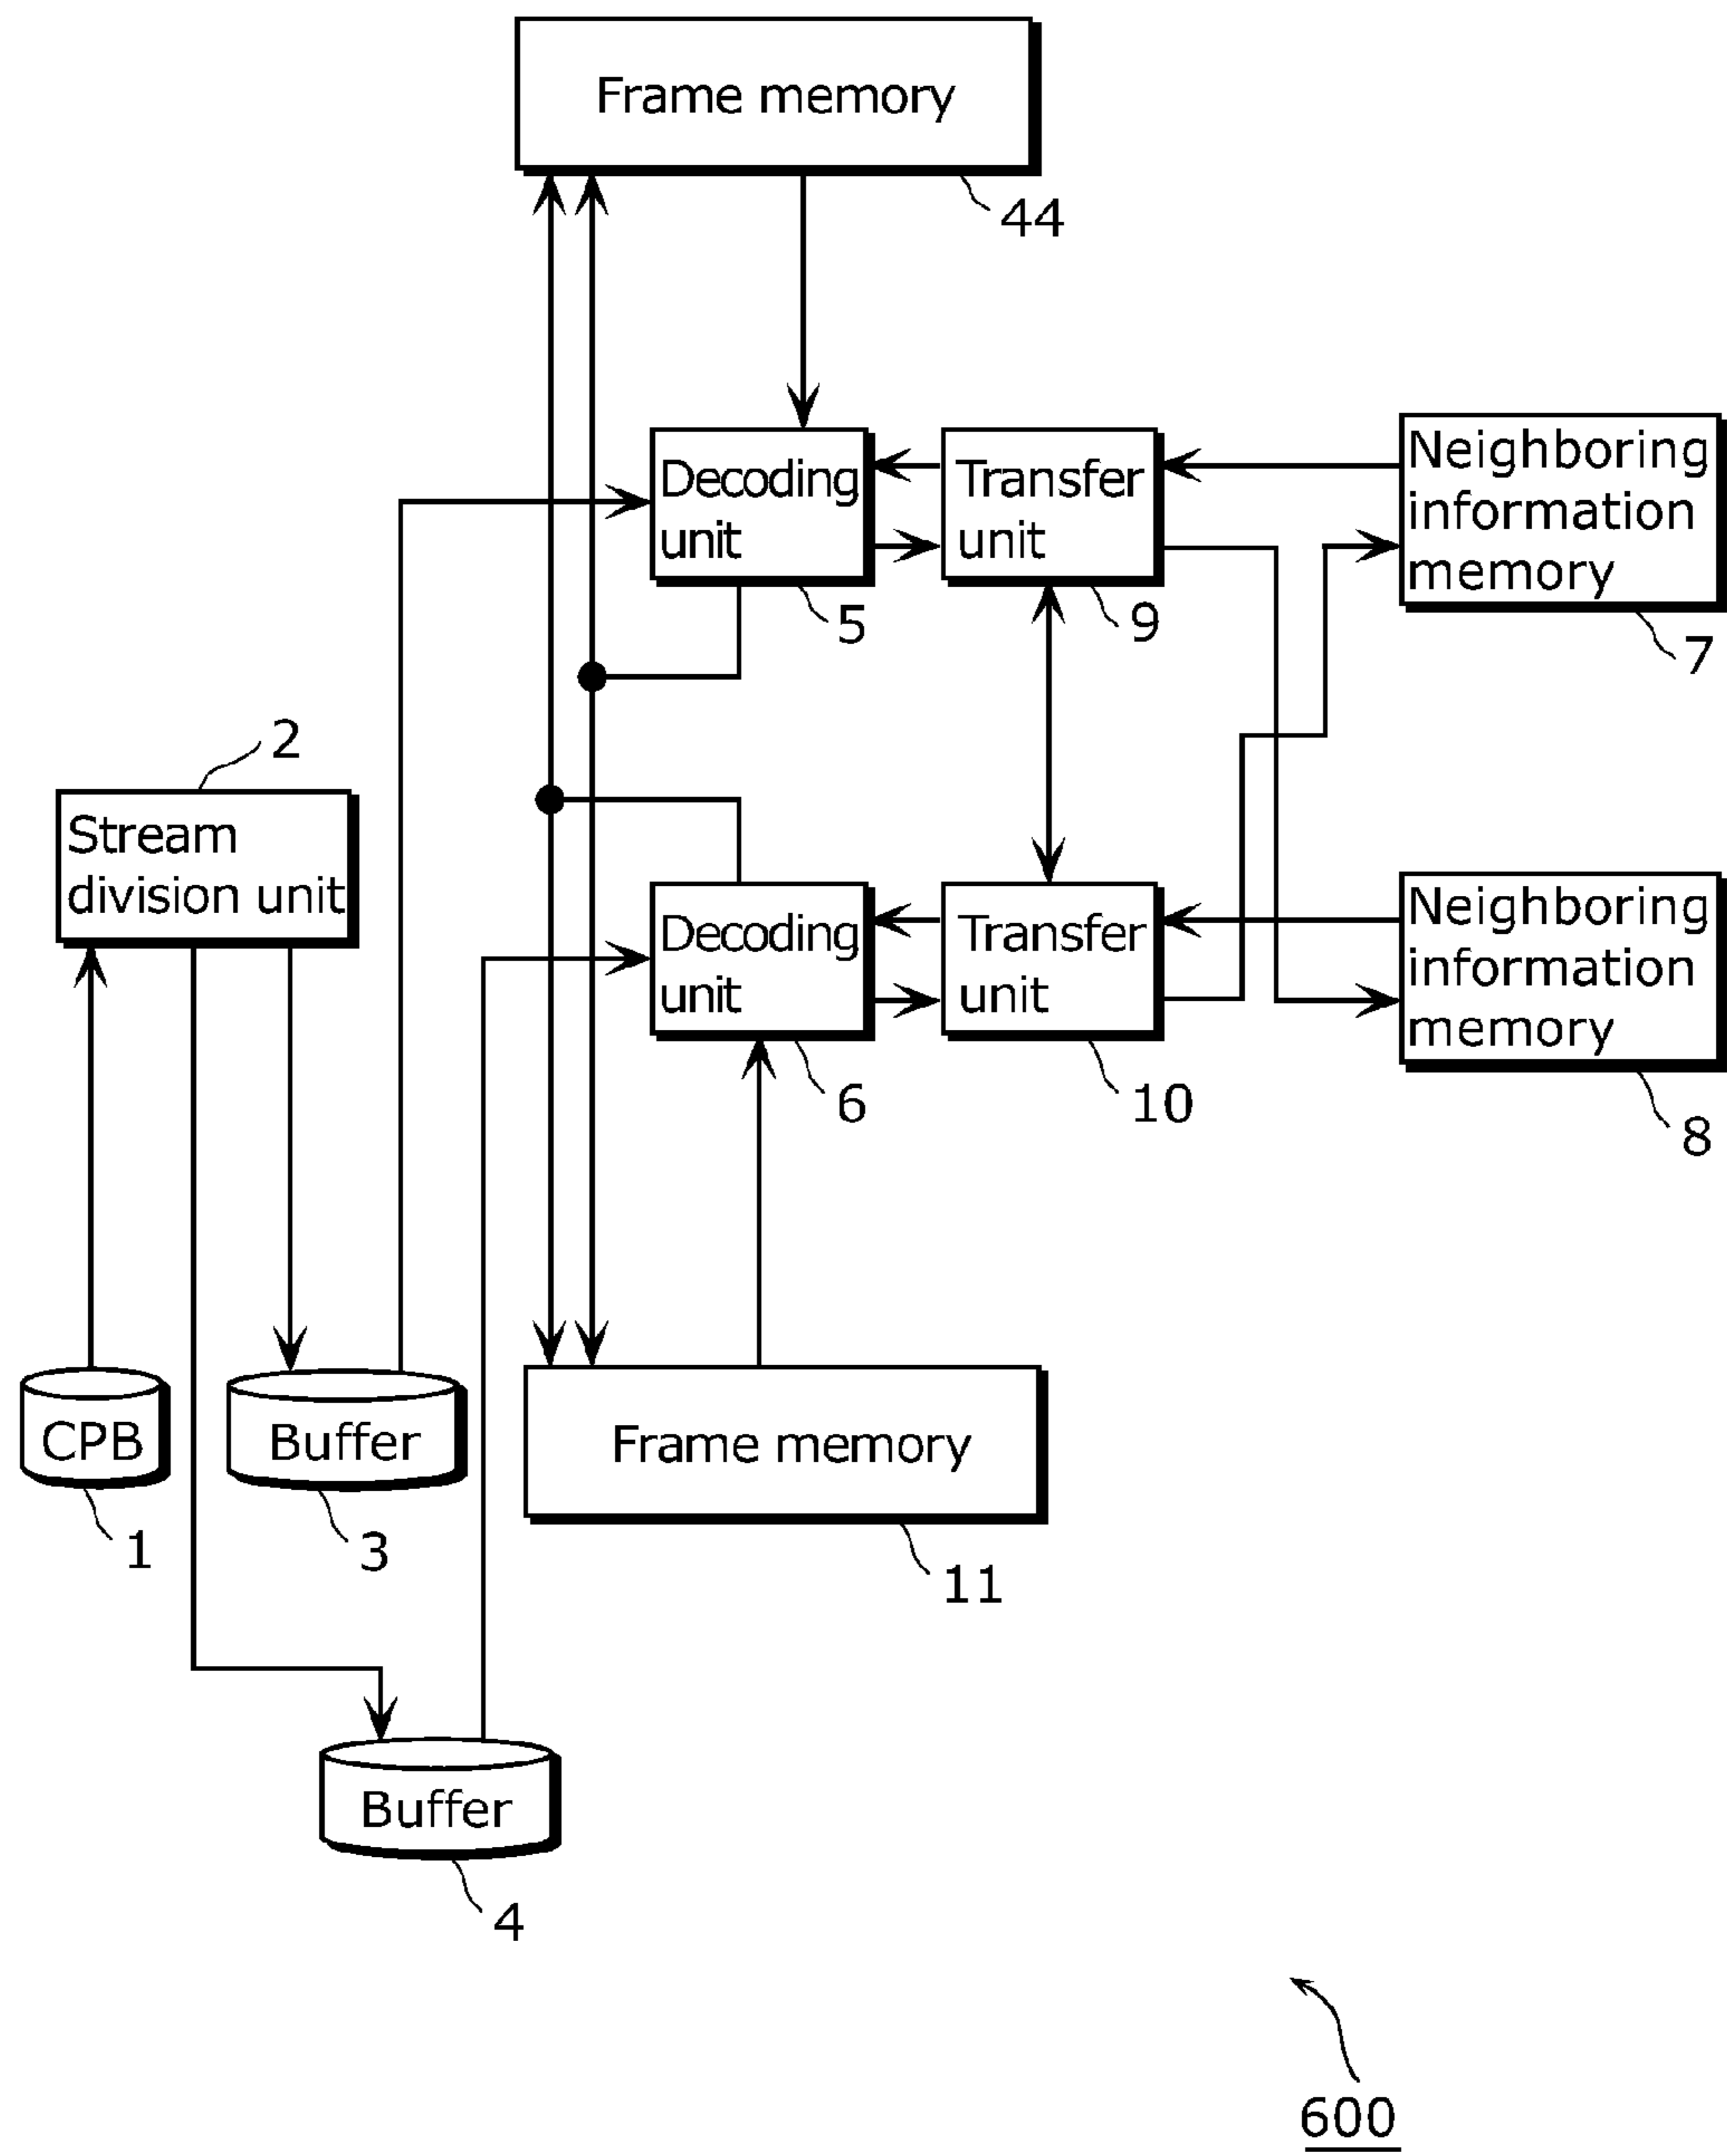 Frame memory
44
Decoding
unit
5
Transfer
unit
9
Neighboring
information
memory
7
2
Stream
division unit
Decoding
unit
6
Transfer
unit
10
Neighboring
information
memory
8
CPB
1
Buffer
3
Frame memory
11
Buffer
4
600